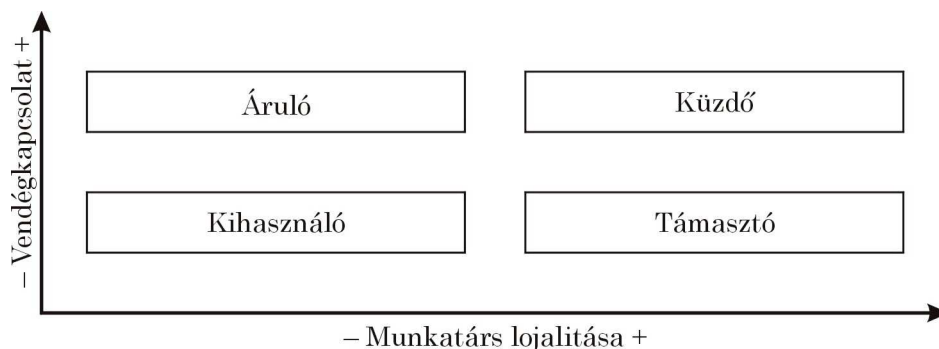 – Vendégkapcsolat +
Áruló
Küzdő
Kihasználó
Támasztó
– Munkatárs lojalitása +